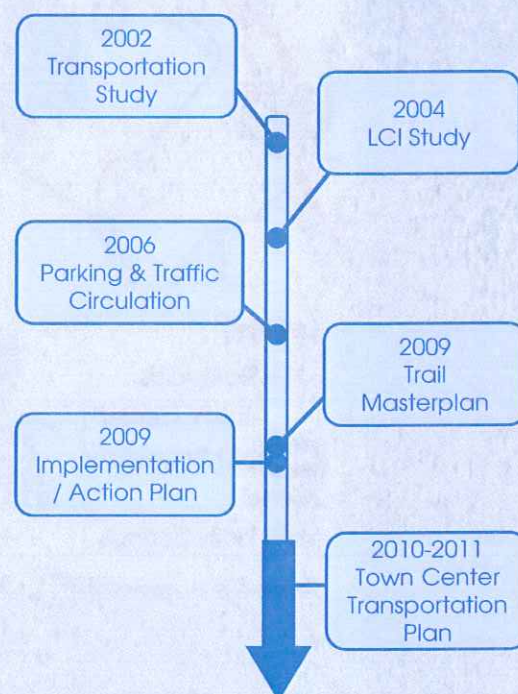 2002
Transportation
Study
2004
LCI Study
2006
Parking & Traffic
Circulation
2009
Trail
Masterplan
2009
Implementation
/ Action Plan
2010-2011
Town Center
Transportation
Plan